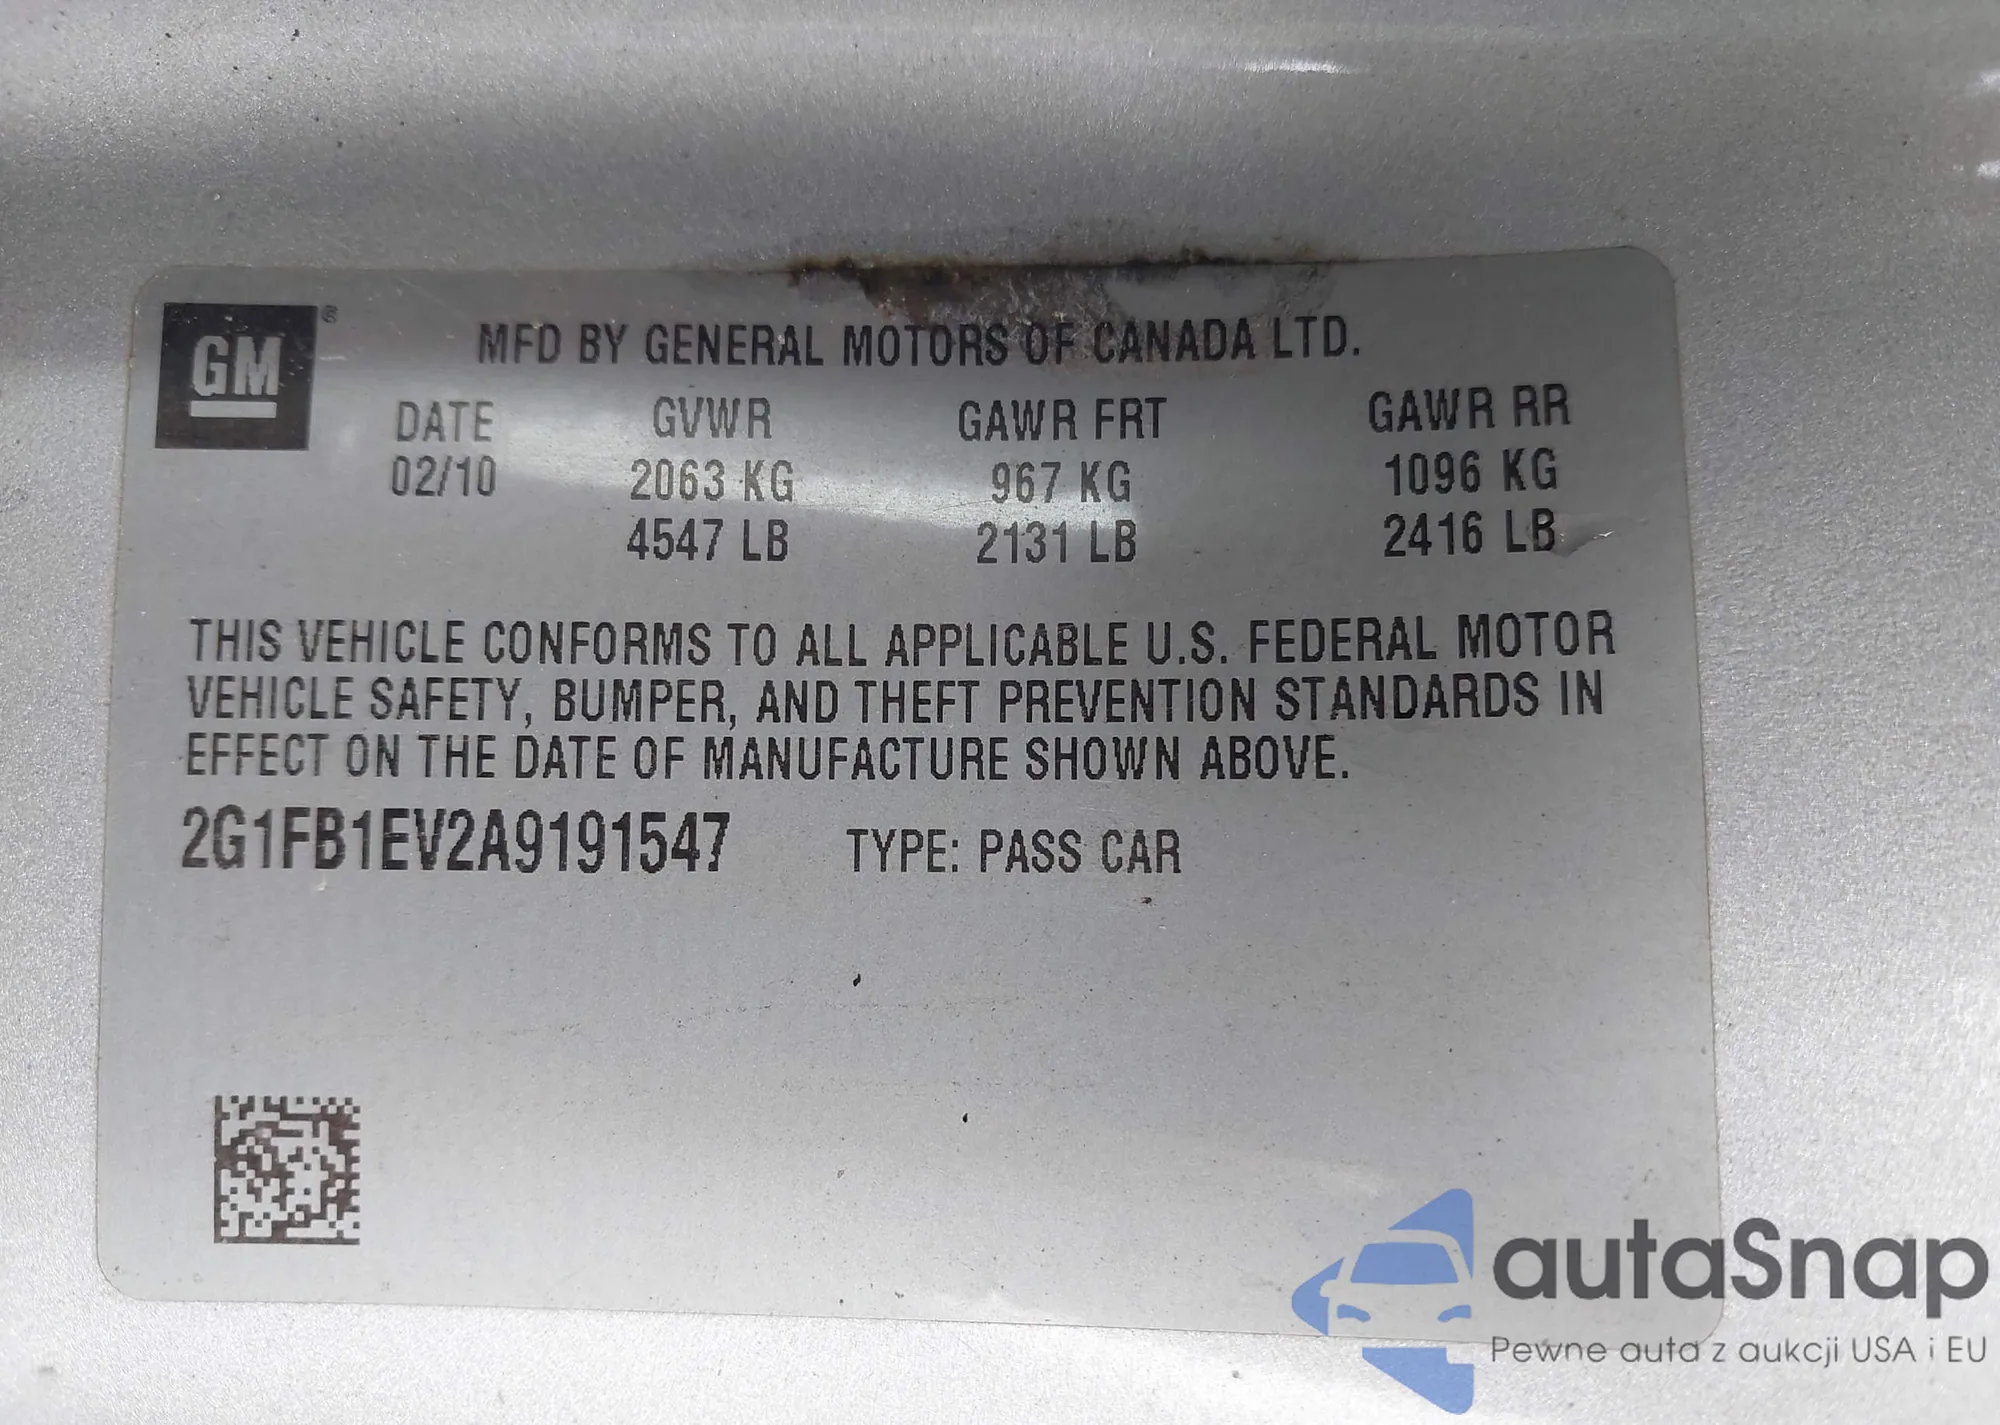 GM®
MFD BY GENERAL MOTORS OF CANADA LTD.
DATE GVWR GAWR FRT GAWR RR
02/10 2063 KG 967 KG 1096 KG
4547 LB 2131 LB 2416 LB
THIS VEHICLE CONFORMS TO ALL APPLICABLE U.S. FEDERAL MOTOR
VEHICLE SAFETY, BUMPER, AND THEFT PREVENTION STANDARDS IN
EFFECT ON THE DATE OF MANUFACTURE SHOWN ABOVE.
2G1FB1EV2A9191547 TYPE: PASS CAR
autaSnap
Pewne auta z aukcji USA i EU